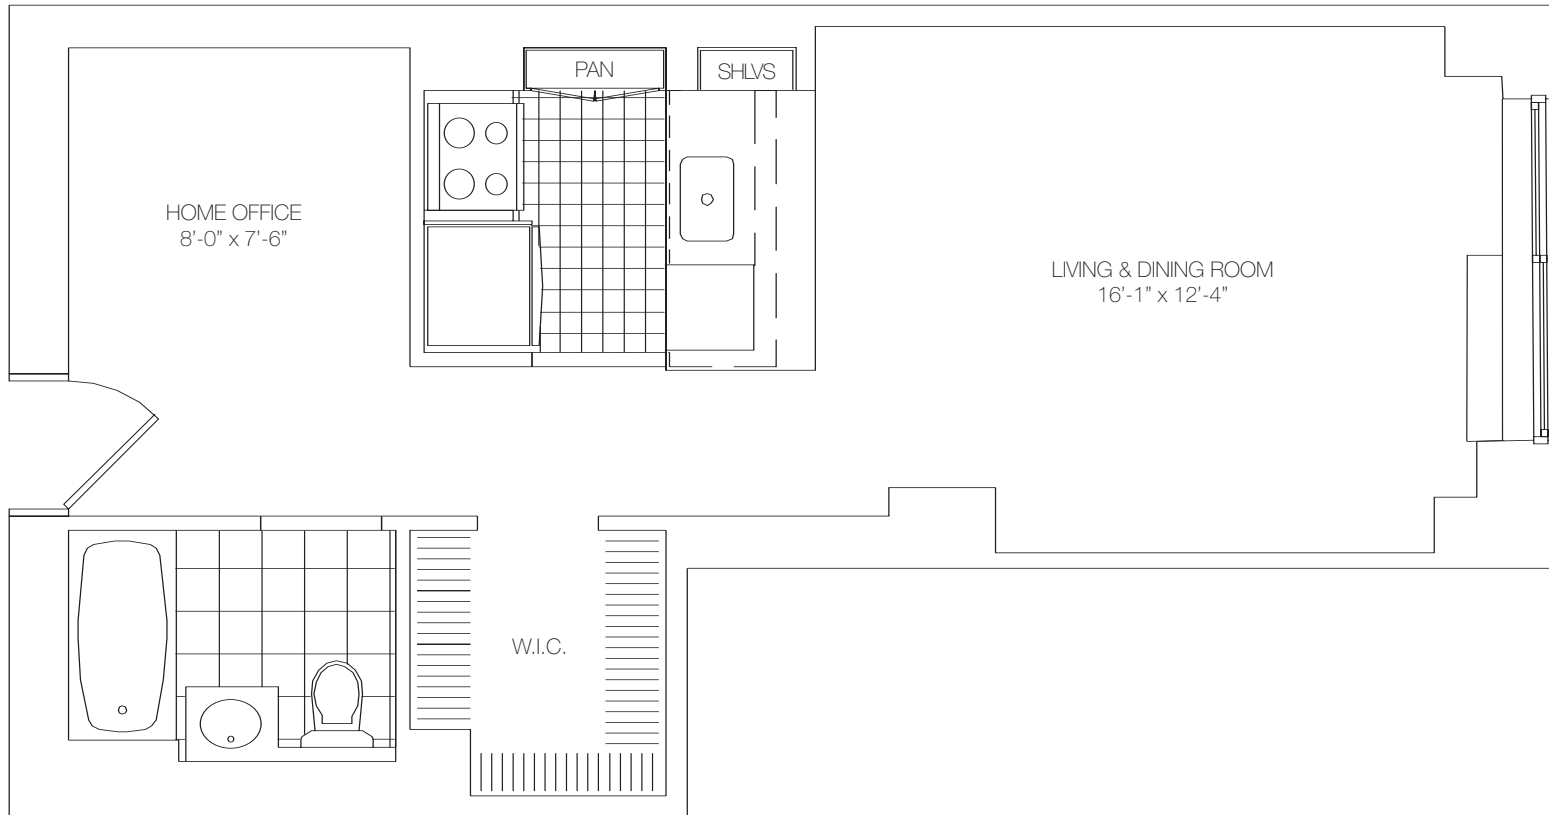 PAN
SHLVS
HOME OFFICE
8’-0” x 7’-6”
LIVING & DINING ROOM
16’-1” x 12’-4”
W.I.C.